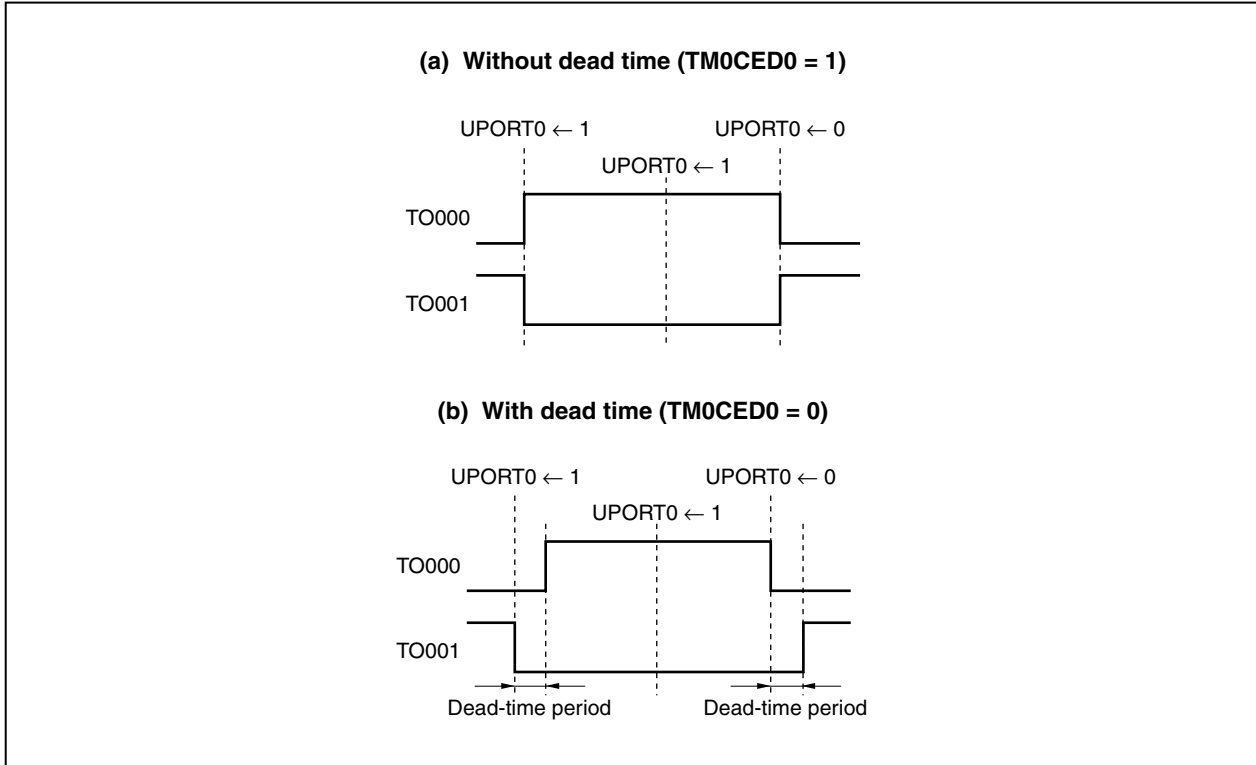 (a) Without dead time (TM0CED0 = 1)
UPORT0 ← 1 UPORT0 ← 0
UPORT0 ← 1
TO000
TO001
(b) With dead time (TM0CED0 = 0)
UPORT0 ← 1 UPORT0 ← 0
UPORT0 ← 1
TO000
TO001
Dead-time period Dead-time period